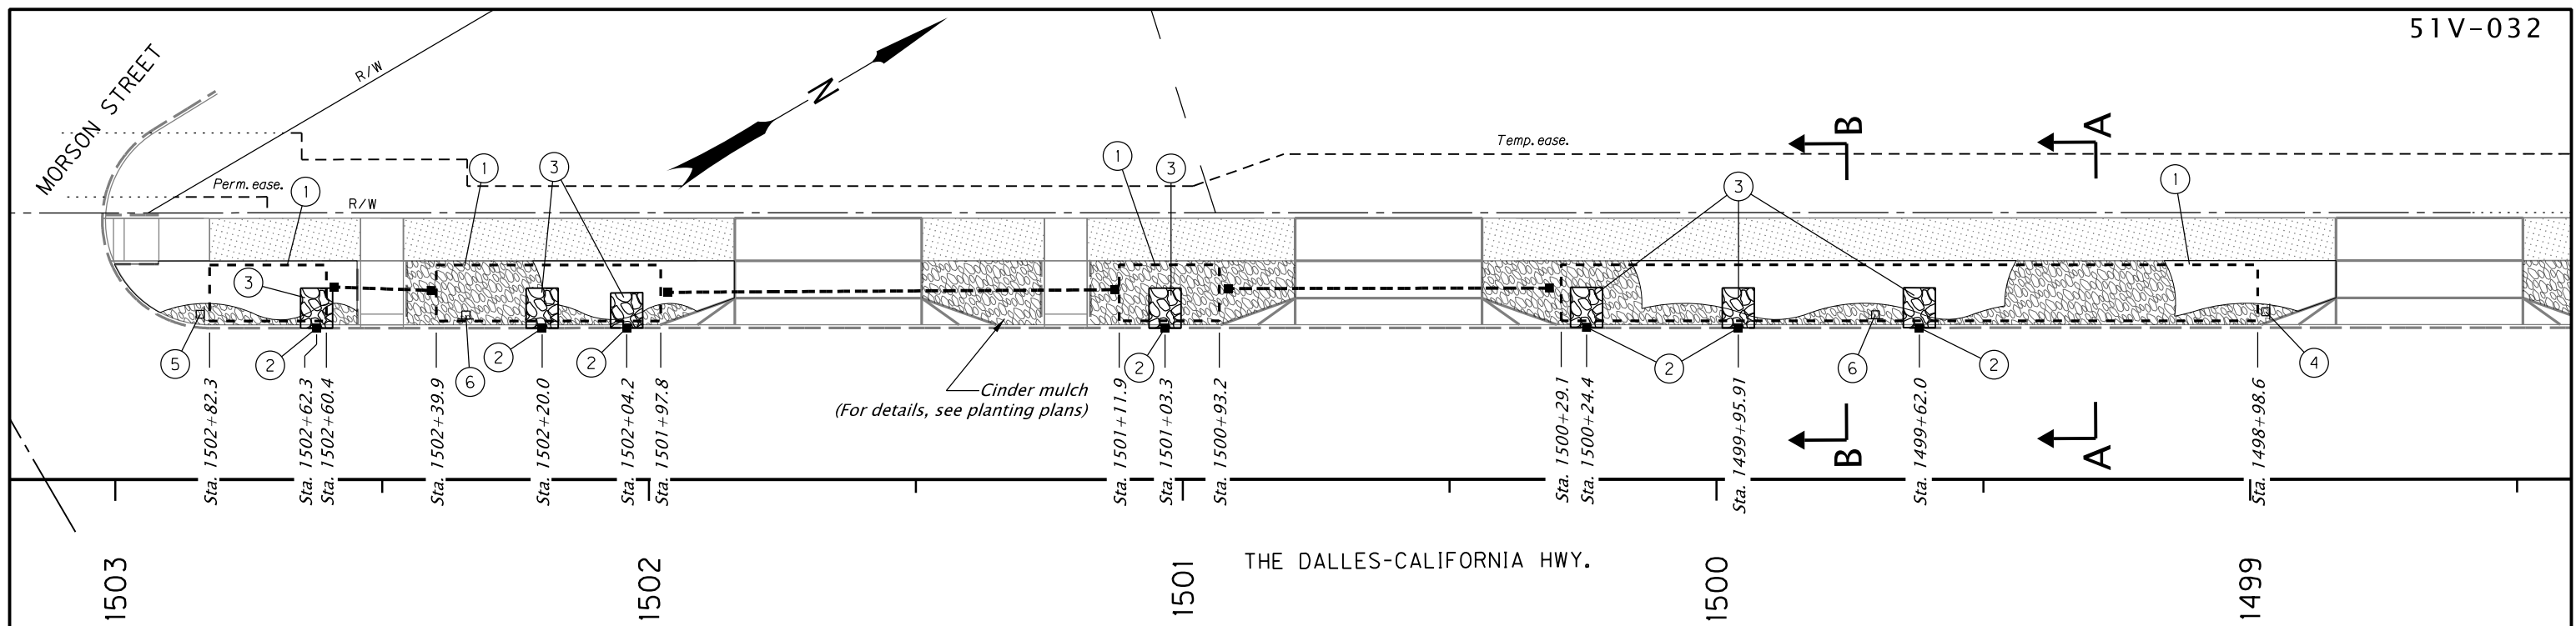 51V-032
MORSON STREET
R/W
N
B
A
Temp. ease.
1
3
1
3
3
1
Perm. ease.
1
R/W
3
5
2
2
6
2
2
2
6
2
4
Cinder mulch
(For details, see planting plans)
Sta. 1502+82.3
Sta. 1502+62.3
Sta. 1502+60.4
Sta. 1502+39.9
Sta. 1502+20.0
Sta. 1502+04.2
Sta. 1501+97.8
Sta. 1501+11.9
Sta. 1501+03.3
Sta. 1500+93.2
Sta. 1500+29.1
Sta. 1500+24.4
Sta. 1499+95.91
Sta. 1499+62.0
Sta. 1498+98.6
B
A
THE DALLES-CALIFORNIA HWY.
1503
1502
1501
1500
1499